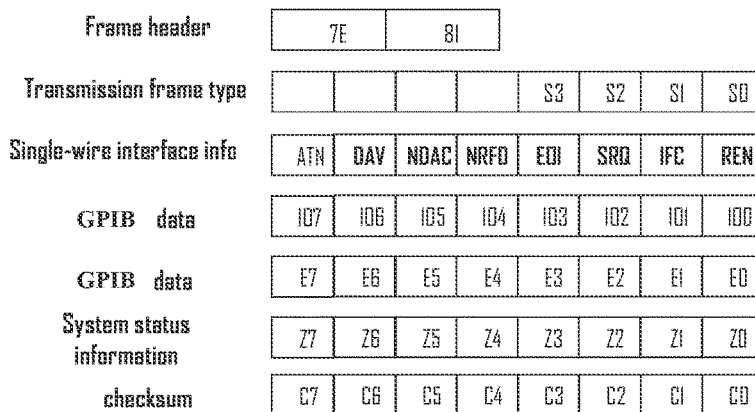 Frame header 7E 81
Transmission frame type S3 S2 S1 S0
Single-wire interface info ATN DAV NDAC NRFD EOI SRQ IFC REN
GPIB data IO7 IO6 IO5 IO4 IO3 IO2 IO1 IO0
GPIB data E7 E6 E5 E4 E3 E2 E1 E0
System status
information Z7 Z6 Z5 Z4 Z3 Z2 Z1 Z0
checksum C7 C6 C5 C4 C3 C2 C1 C0